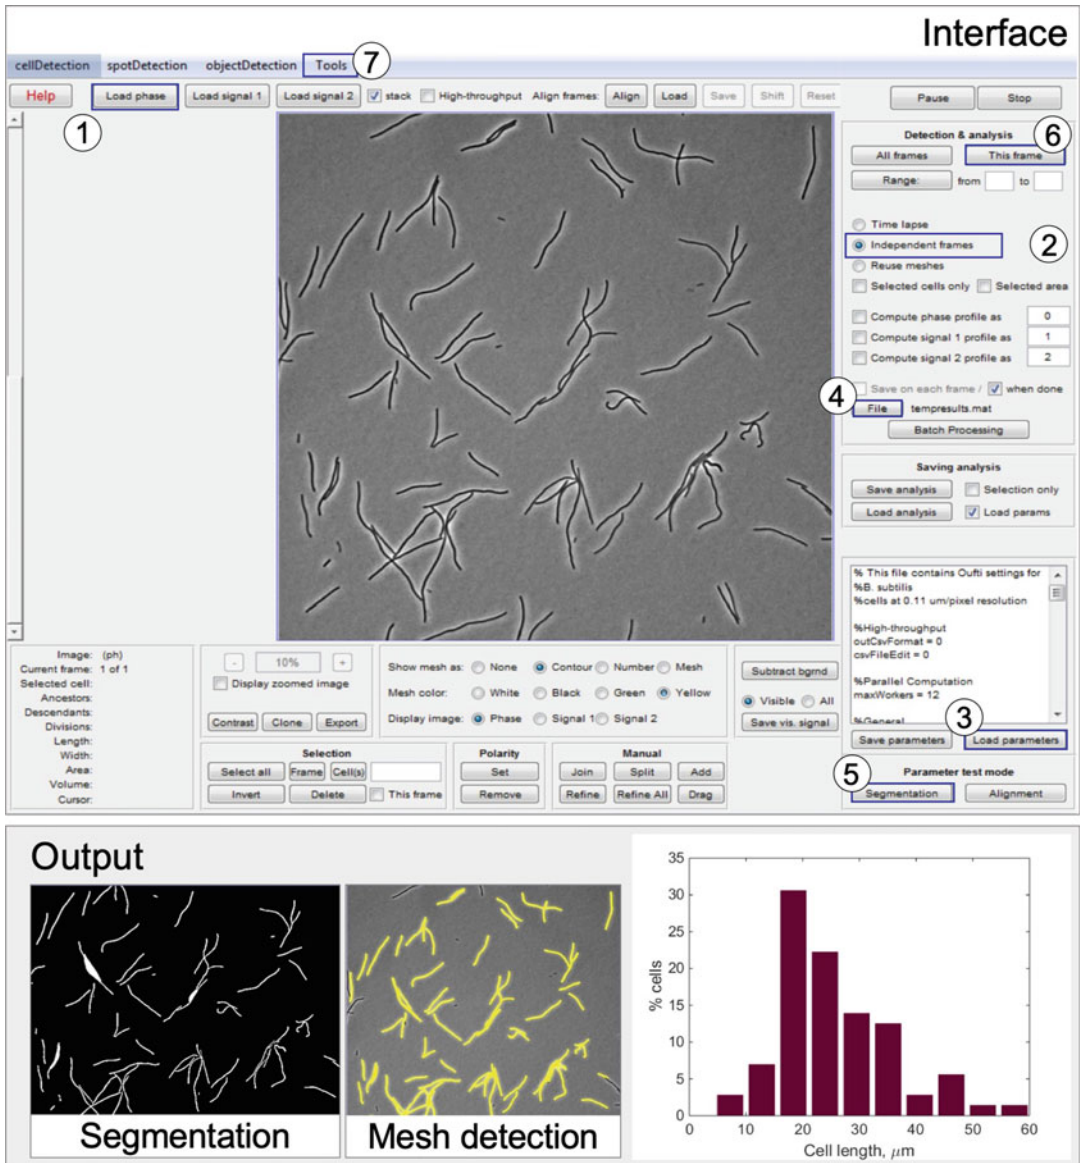 Interface
cellDetection spotDetection objectDetection Tools 7
Help Load phase Load signal 1 Load signal 2 stack High-throughput Align frames: Align Load Save Shift Reset
1
Pause Stop
Detection & analysis 6
All frames This frame
Range: from to
Time lapse
Independent frames 2
Reuse meshes
Selected cells only Selected area
Compute phase profile as 0
Compute signal 1 profile as 1
Compute signal 2 profile as 2
Save on each frame / when done
4 File tempresults.mat
Batch Processing
Saving analysis
Save analysis Selection only
Load analysis Load params
% This file contains Oufti settings for
%B. subtilis
%cells at 0.11 um/pixel resolution
%High-throughput
outCsvFormat = 0
csvFileEdit = 0
%Parallel Computation
maxWorkers = 12
%General
3
Save parameters Load parameters
5 Parameter test mode
Segmentation Alignment
Image: (ph)
Current frame: 1 of 1
Selected cell:
Ancestors:
Descendants:
Divisions:
Length:
Width:
Area:
Volume:
Cursor:
- 10% +
Display zoomed image
Contrast Clone Export
Show mesh as: None Contour Number Mesh
Mesh color: White Black Green Yellow
Display image: Phase Signal 1 Signal 2
Subtract bgrnd
Visible All
Save vis. signal
Selection
Select all Frame Cell(s)
Invert Delete This frame
Polarity
Set
Remove
Manual
Join Split Add
Refine Refine All Drag
Output
Segmentation
Mesh detection
35
30
25
20
15
10
5
0
% cells
0 10 20 30 40 50 60
Cell length, μm